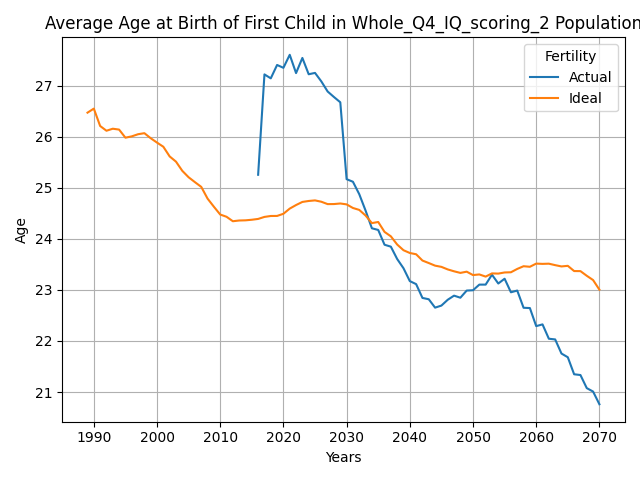 Average Age at Birth of First Child in Whole_Q4_IQ_scoring_2 Population
Fertility
Actual
Ideal
27
26
25
24
23
22
21
Age
1990
2000
2010
2020
2030
2040
2050
2060
2070
Years